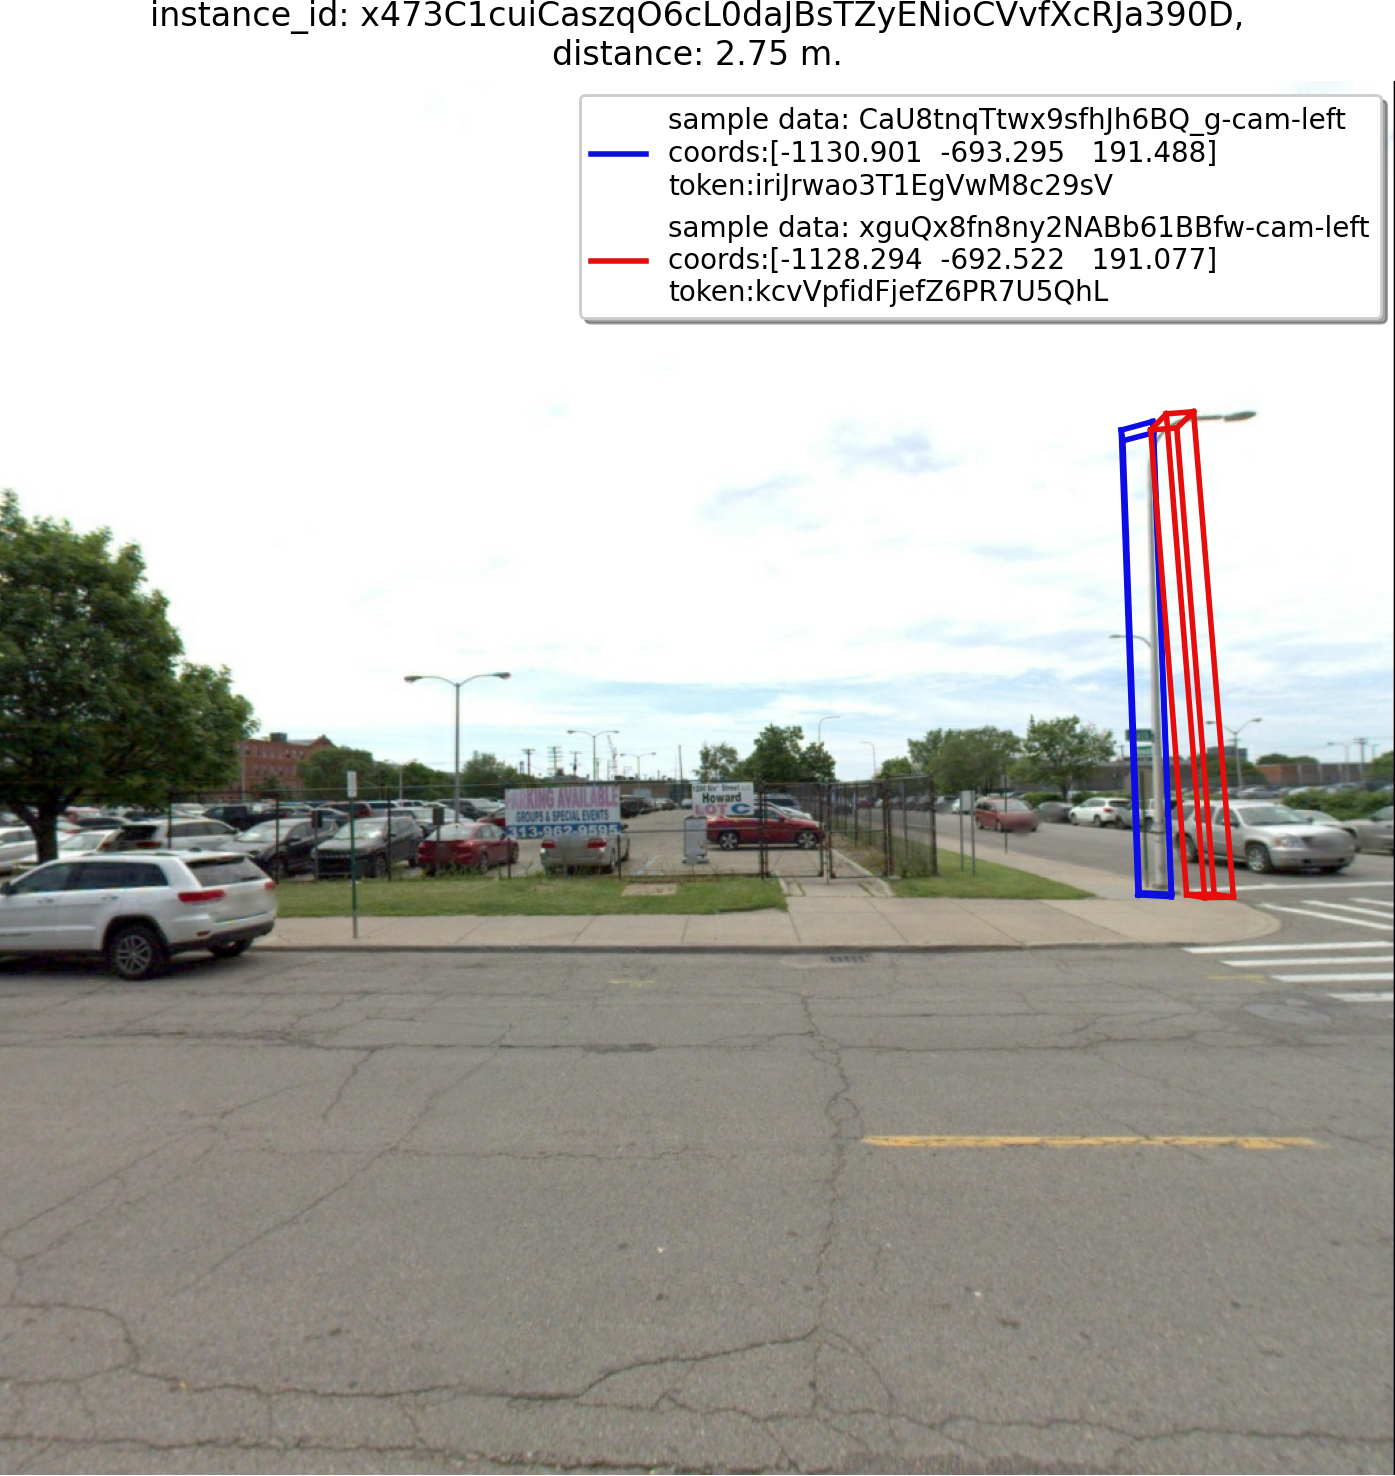 instance_id: x473C1cuiCaszqO6cL0daJBsTZyENioCVvfXcRJa390D,
distance: 2.75 m.
sample data: CaU8tnqTtwx9sfhJh6BQ_g-cam-left
coords:[-1130.901  -693.295   191.488]
token:iriJrwao3T1EgVwM8c29sV
sample data: xguQx8fn8ny2NABb61BBfw-cam-left
coords:[-1128.294  -692.522   191.077]
token:kcvVpfidFjefZ6PR7U5QhL
PARKING AVAILABLE
GROUPS & SPECIAL EVENTS
313-962-9595
Howard
LOT C